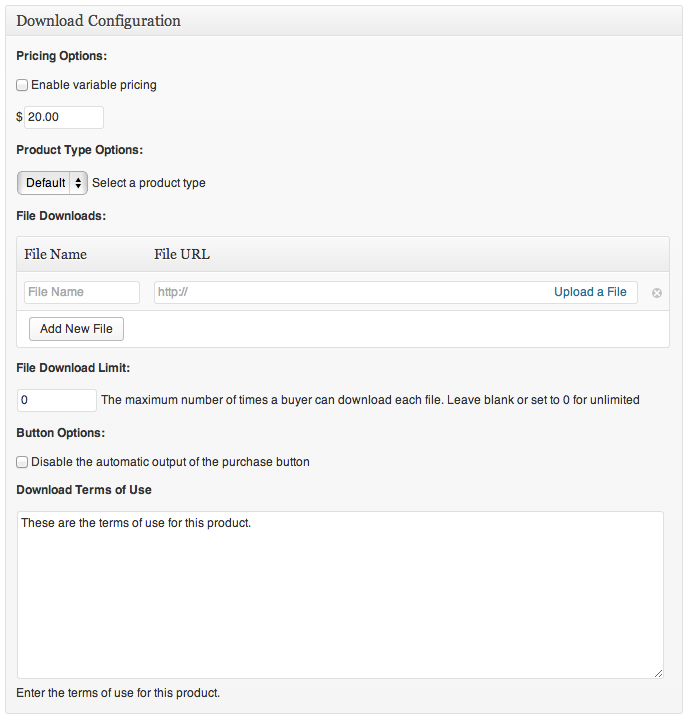 Download Configuration
Pricing Options:
Enable variable pricing
$ 20.00
Product Type Options:
Default Select a product type
File Downloads:
File Name File URL
File Name http:// Upload a File
Add New File
File Download Limit:
0 The maximum number of times a buyer can download each file. Leave blank or set to 0 for unlimited
Button Options:
Disable the automatic output of the purchase button
Download Terms of Use
These are the terms of use for this product.
Enter the terms of use for this product.